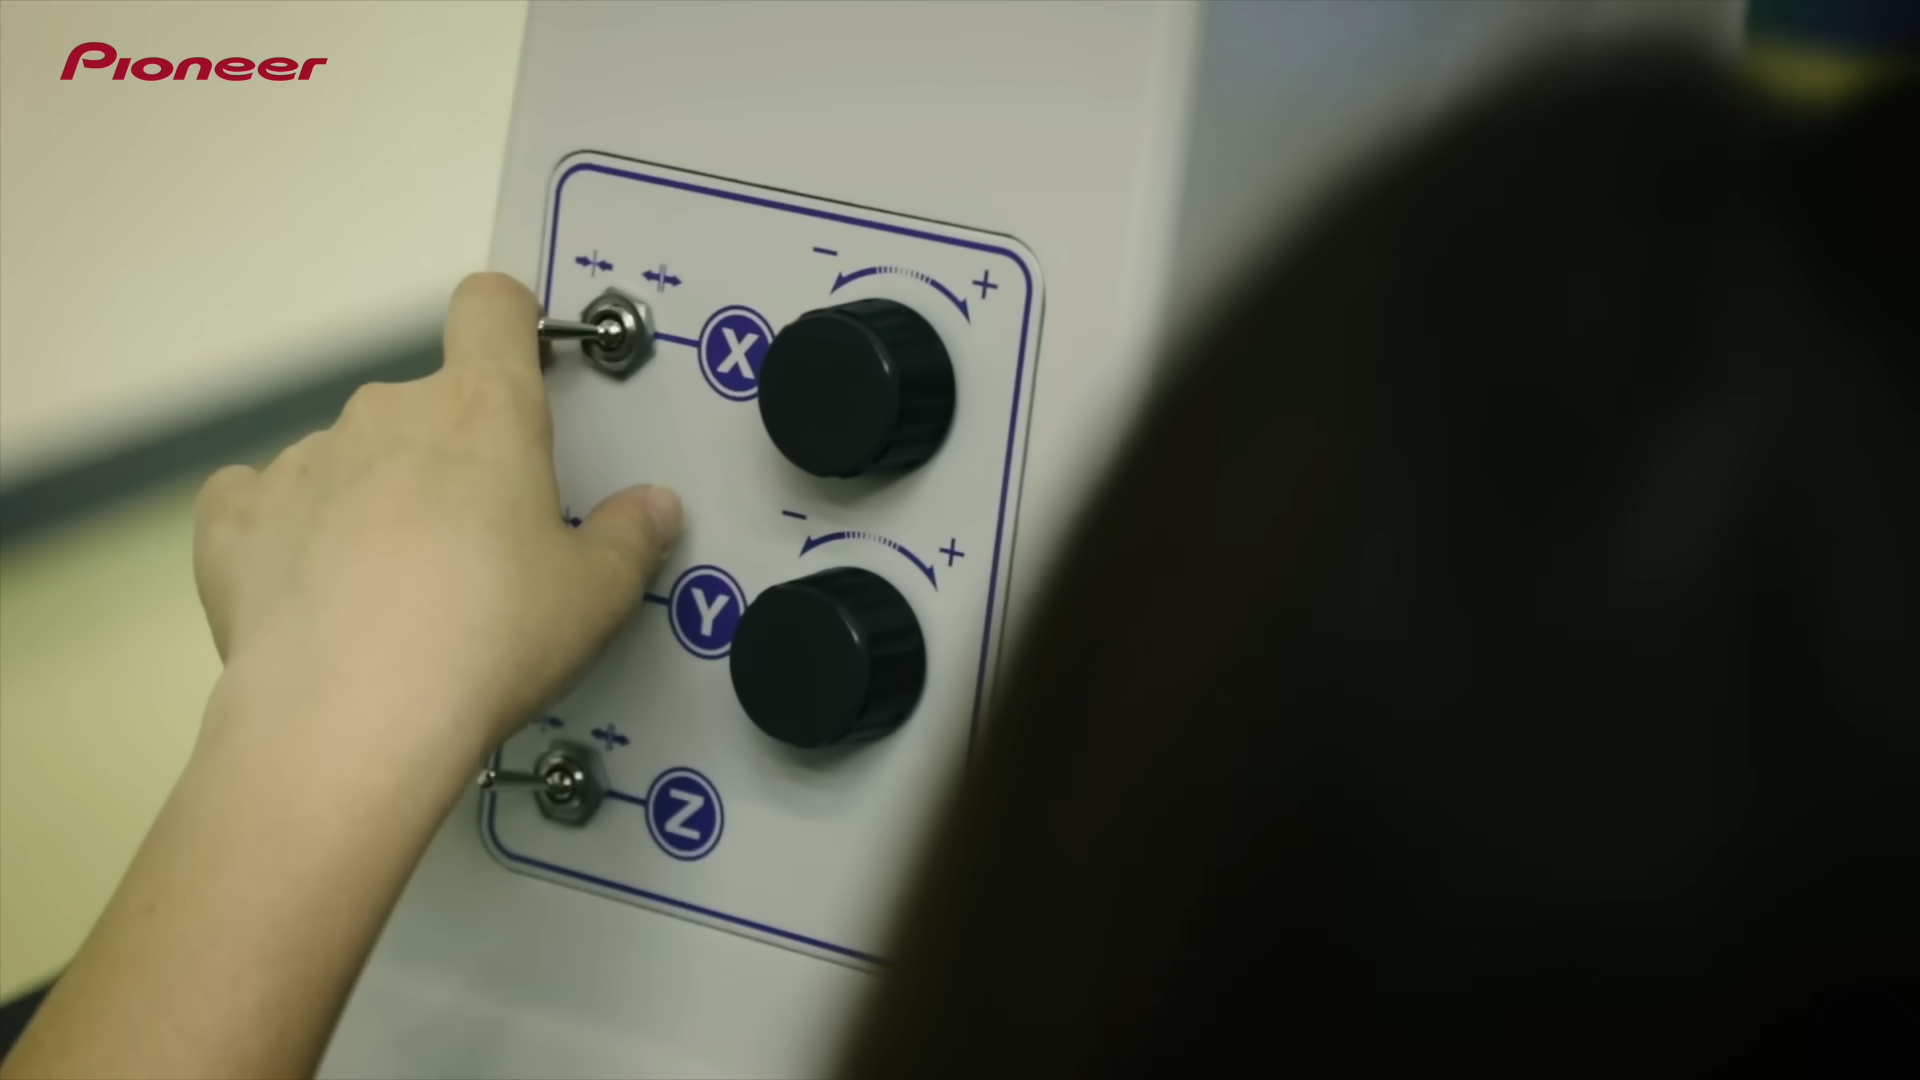 Pioneer
− +
X
− +
Y
Z